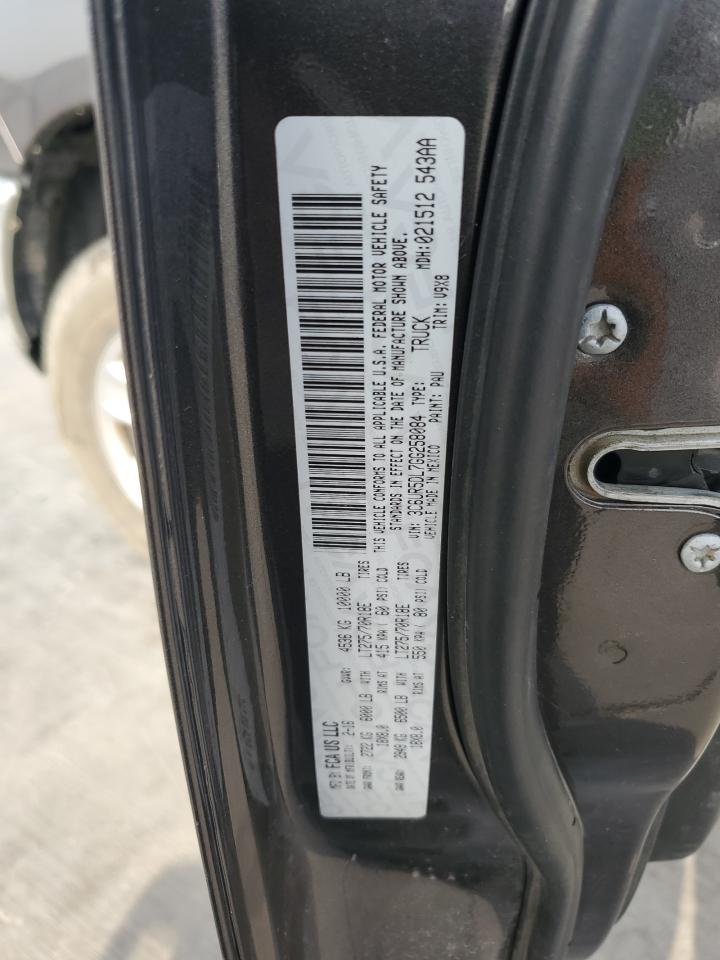 MFD BY: FCA US LLC
DATE OF MFR: 2-16 GVWR: 4536 KG 10000 LB
GAWR FRONT: 2722 KG 6000 LB WITH LT275/70R18E TIRES
18X8.0 RIMS AT 415 KPA ( 60 PSI) COLD
GAWR REAR: 2949 KG 6500 LB WITH LT275/70R18E TIRES
18X8.0 RIMS AT 550 KPA ( 80 PSI) COLD
THIS VEHICLE CONFORMS TO ALL APPLICABLE U.S.A. FEDERAL MOTOR VEHICLE SAFETY
STANDARDS IN EFFECT ON THE DATE OF MANUFACTURE SHOWN ABOVE.
VIN: 3C6UR5DL7GG258084 TYPE: TRUCK MDH:021512 543AA
VEHICLE MADE IN MEXICO PAINT: PAU TRIM: V9X8